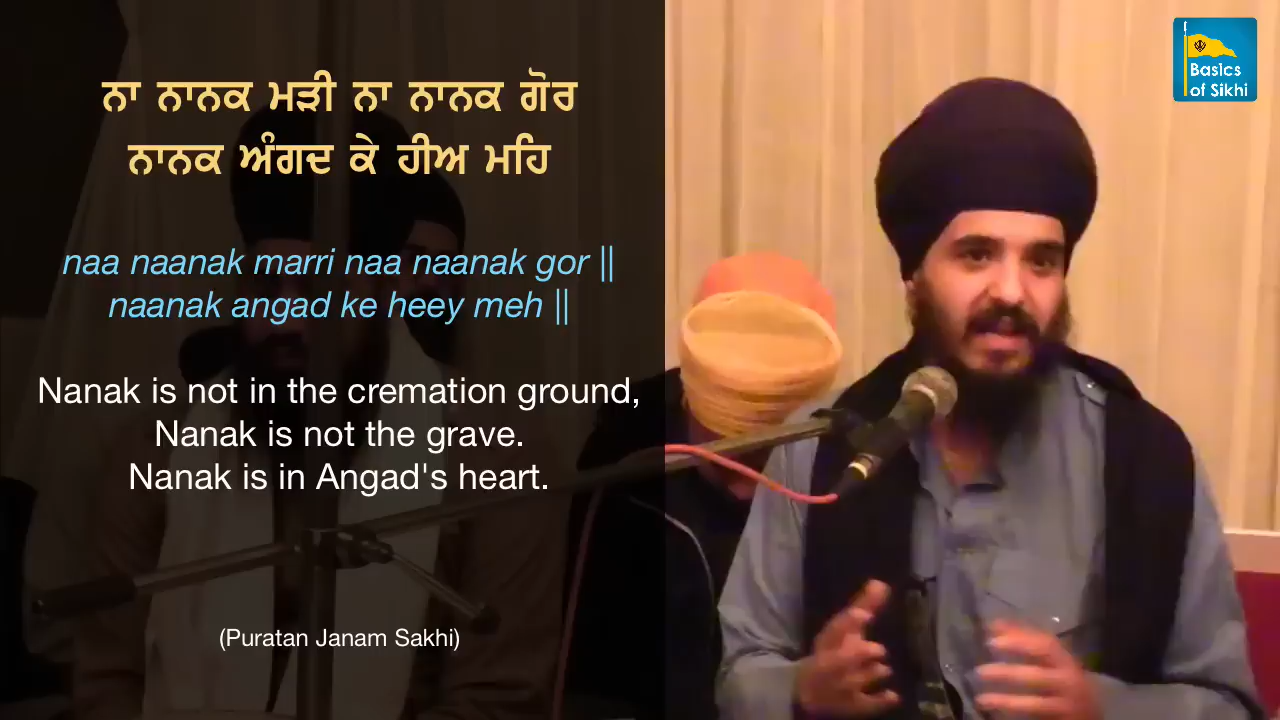 ਨਾ ਨਾਨਕ ਮੜੀ ਨਾ ਨਾਨਕ ਗੋਰ
ਨਾਨਕ ਅੰਗਦ ਕੇ ਹੀਅ ਮਹਿ
naa naanak marri naa naanak gor ||
naanak angad ke heey meh ||
Nanak is not in the cremation ground,
Nanak is not the grave.
Nanak is in Angad's heart.
(Puratan Janam Sakhi)
Basics
of Sikhi